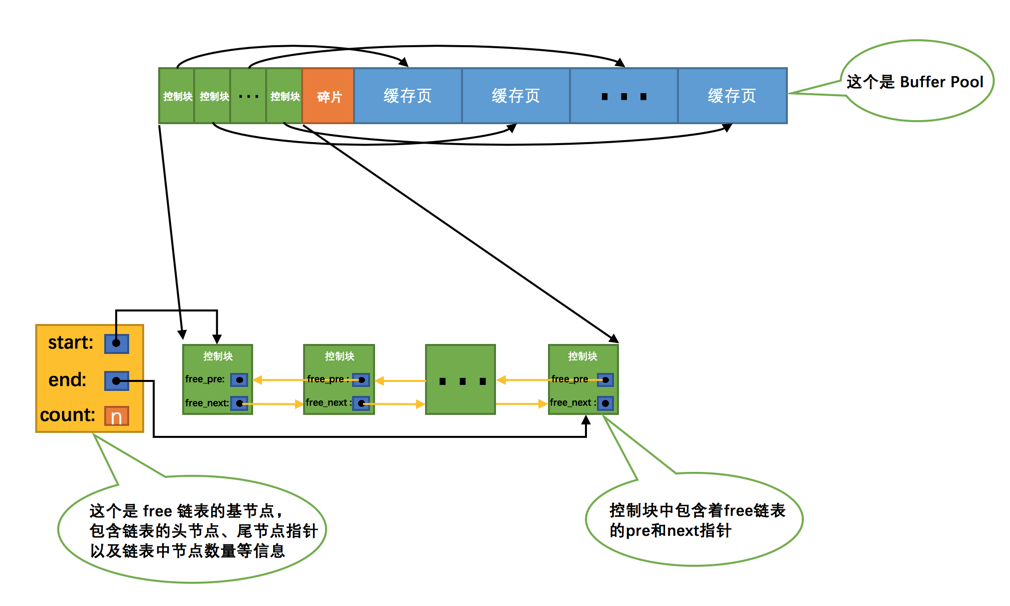 控制块
控制块
...
控制块
碎片
缓存页
缓存页
...
缓存页
这个是 Buffer Pool
start:
end:
count:
n
控制块
free_pre:
free_next:
控制块
free_pre :
free_next :
...
控制块
free_pre
free_next :
这个是 free 链表的基节点，
包含链表的头节点、尾节点指针
以及链表中节点数量等信息
控制块中包含着free链表
的pre和next指针